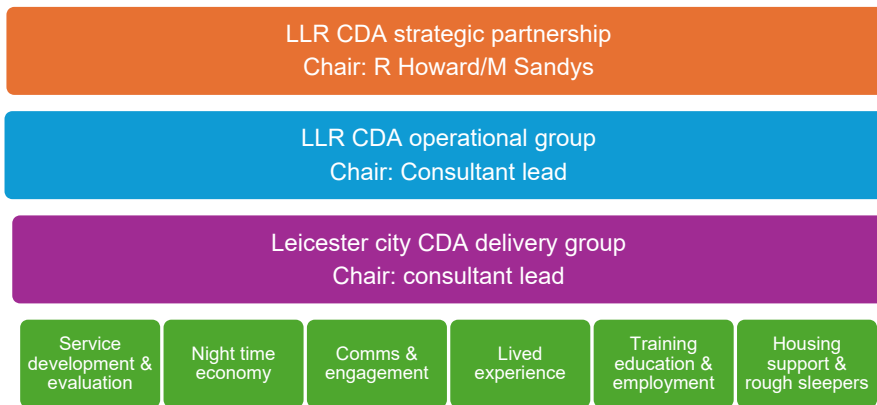 LLR CDA strategic partnership
Chair: R Howard/M Sandys
LLR CDA operational group
Chair: Consultant lead
Leicester city CDA delivery group
Chair: consultant lead
Service
development &
evaluation
Night time
economy
Comms &
engagement
Lived
experience
Training
education &
employment
Housing
support &
rough sleepers